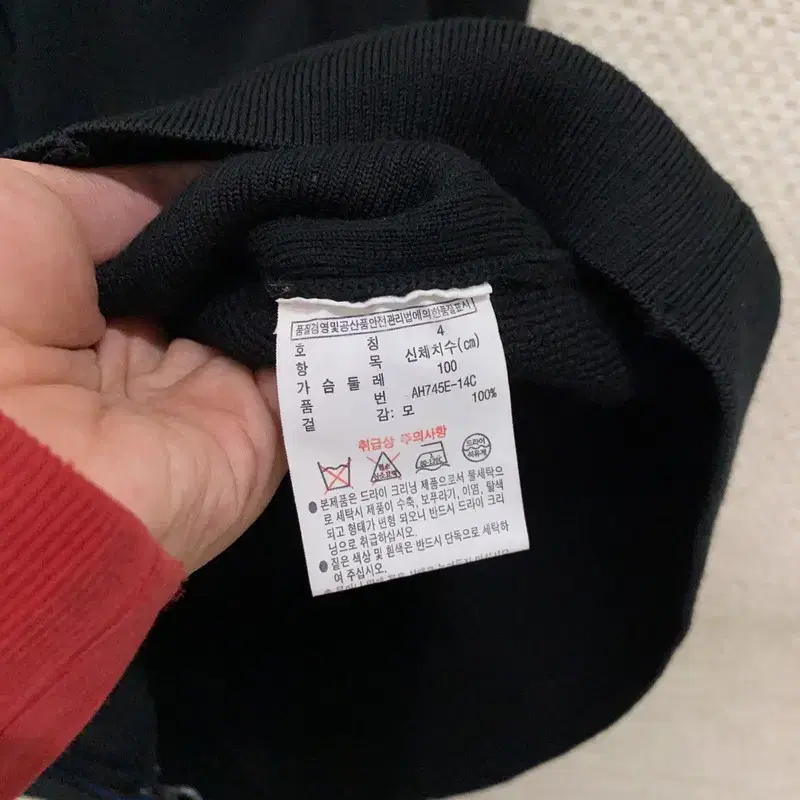 품질경영및공산품안전관리법에의한품질표시
호 칭 4
항 목 신체치수(cm)
가 슴 둘 레 100
품 번 AH745E-14C
겉 감: 모 100%
취급상 주의사항
드라이
석유계
● 본제품은 드라이 크리닝 제품으로서 물세탁으
로 세탁시 제품이 수축, 보푸라기, 이염, 탈색
되고 형태가 변형 되오니 반드시 드라이 크리
닝으로 취급하십시오.
● 짙은 색상 및 흰색은 반드시 단독으로 세탁하
여 주십시오.